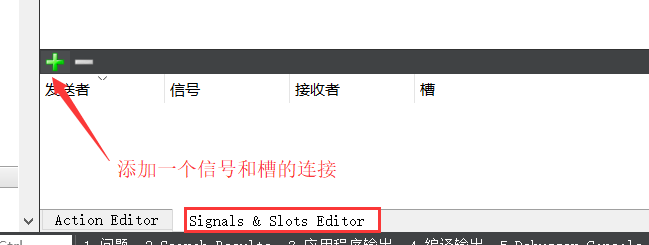 发送者 信号 接收者 槽
添加一个信号和槽的连接
Action Editor Signals & Slots Editor
Ctrl 1 问题 2 Search Results 3 应用程序输出 4 编译输出 5 Debugger Console